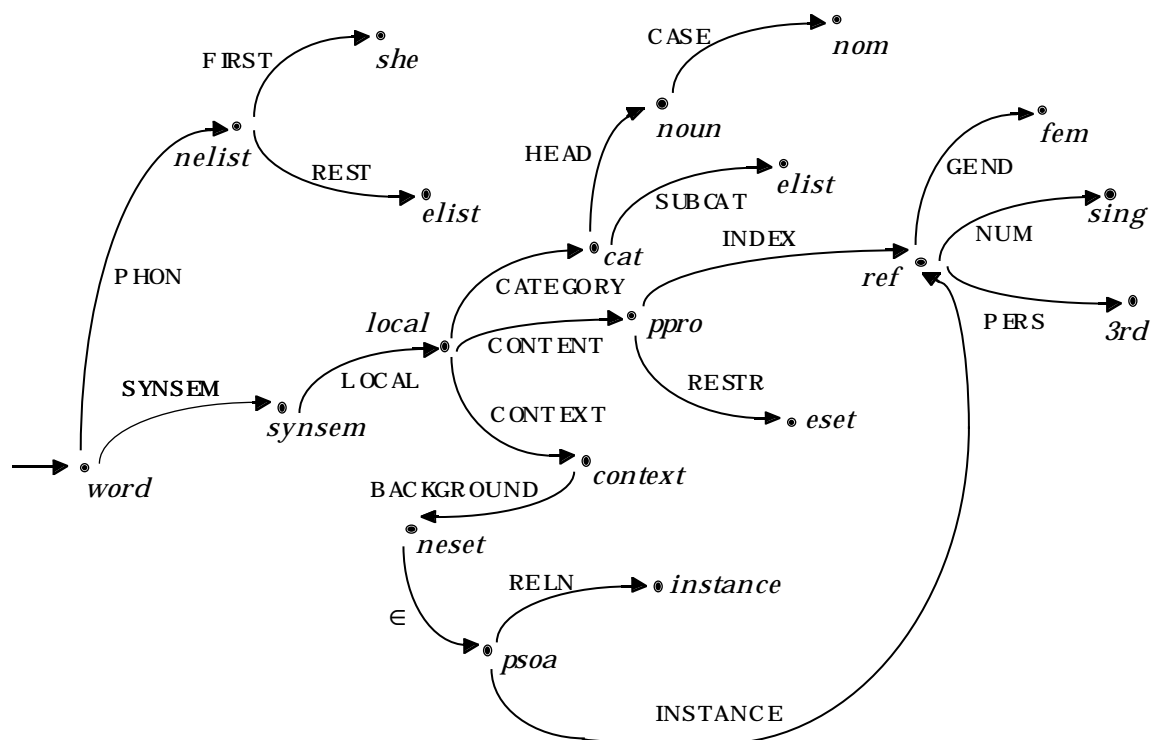 CASE
nom
FIRST
she
noun
fem
nelist
HEAD
GEND
REST
elist
SUBCAT
elist
sing
INDEX
NUM
cat
ref
PHON
CATEGORY
local
ppro
PERS
3rd
CONTENT
LOCAL
SYNSEM
RESTR
synsem
CONTEXT
eset
word
context
BACKGROUND
neset
RELN
instance
∈
psoa
INSTANCE